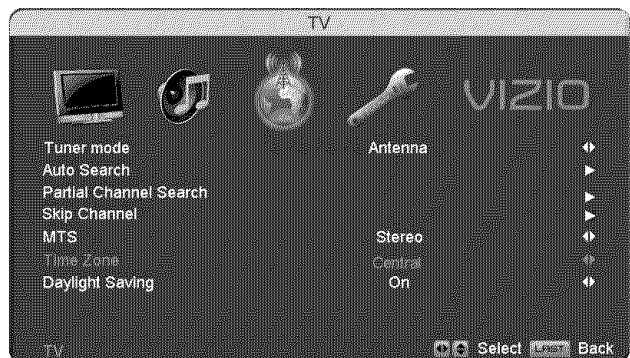 TV
VIZIO
Tuner mode Antenna
Auto Search
Partial Channel Search
Skip Channel
MTS Stereo
Time Zone Central
Daylight Saving On
TV Select LAST Back